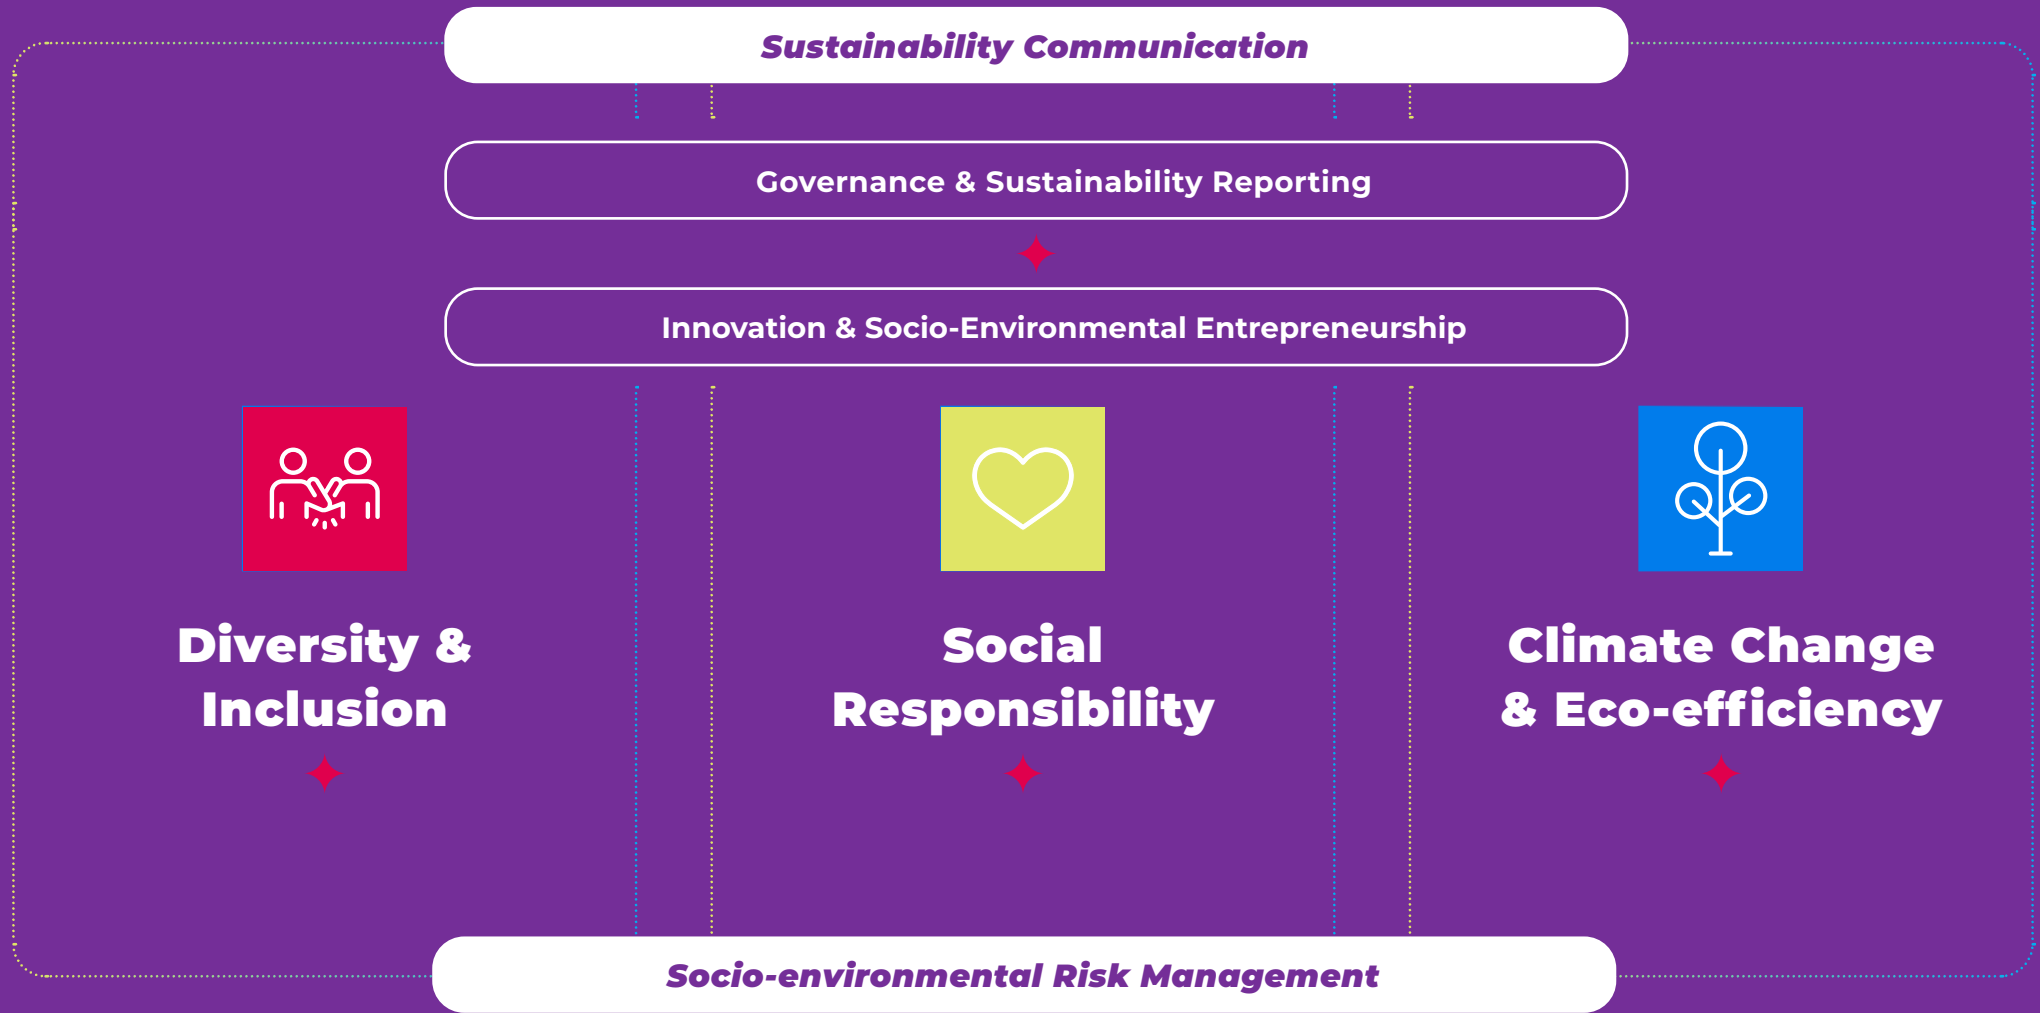 Sustainability Communication
Governance & Sustainability Reporting
Innovation & Socio-Environmental Entrepreneurship
Diversity &
Inclusion
Social
Responsibility
Climate Change
& Eco-efficiency
Socio-environmental Risk Management